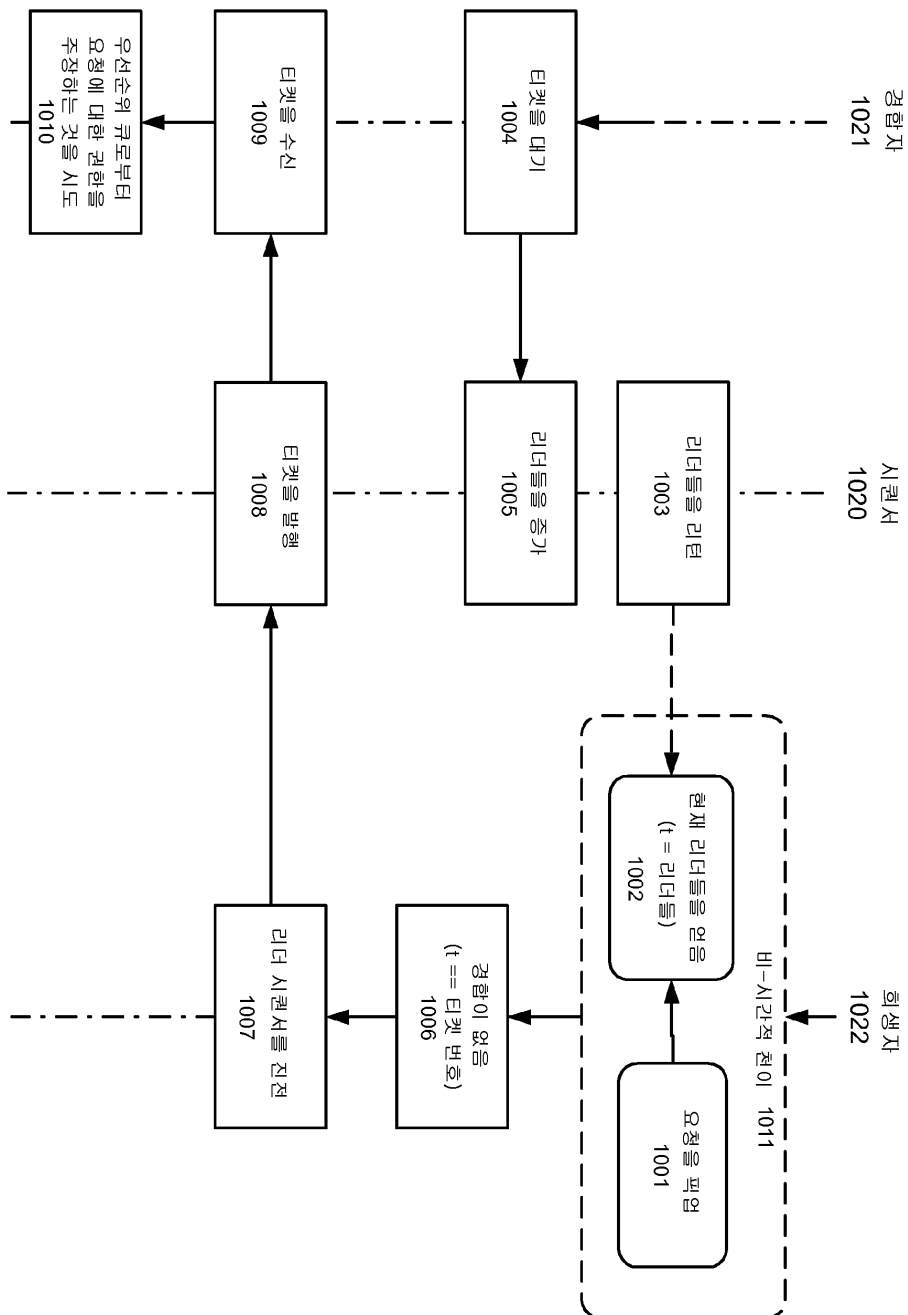 경합자
1021
시퀀서
1020
희생자
1022
비-시간적 천이 1011
리더들을 리턴
1003
현재 리더들을 얻음
(t = 리더들)
1002
요청을 픽업
1001
티켓을 대기
1004
리더들을 증가
1005
경합이 없음
(t == 티켓 번호)
1006
티켓을 수신
1009
티켓을 발행
1008
리더 시퀀서를 진전
1007
우선순위 큐로부터
요청에 대한 권한을
주장하는 것을 시도
1010